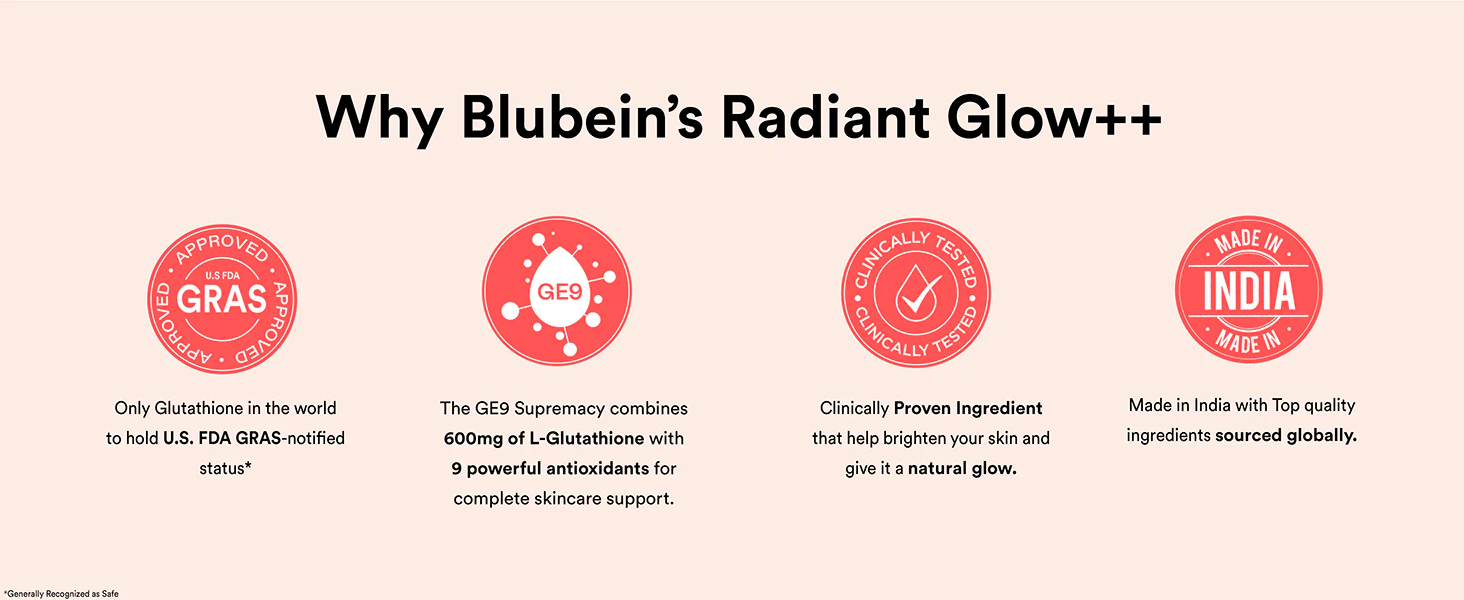 Why Blubein's Radiant Glow++
APPROVED • APPROVED • APPROVED • APPROVED •
U.S FDA
GRAS
Only Glutathione in the world
to hold U.S. FDA GRAS-notified
status*
GE9
The GE9 Supremacy combines
600mg of L-Glutathione with
9 powerful antioxidants for
complete skincare support.
CLINICALLY TESTED • CLINICALLY TESTED •
Clinically Proven Ingredient
that help brighten your skin and
give it a natural glow.
• MADE IN •
INDIA
• MADE IN •
Made in India with Top quality
ingredients sourced globally.
*Generally Recognized as Safe